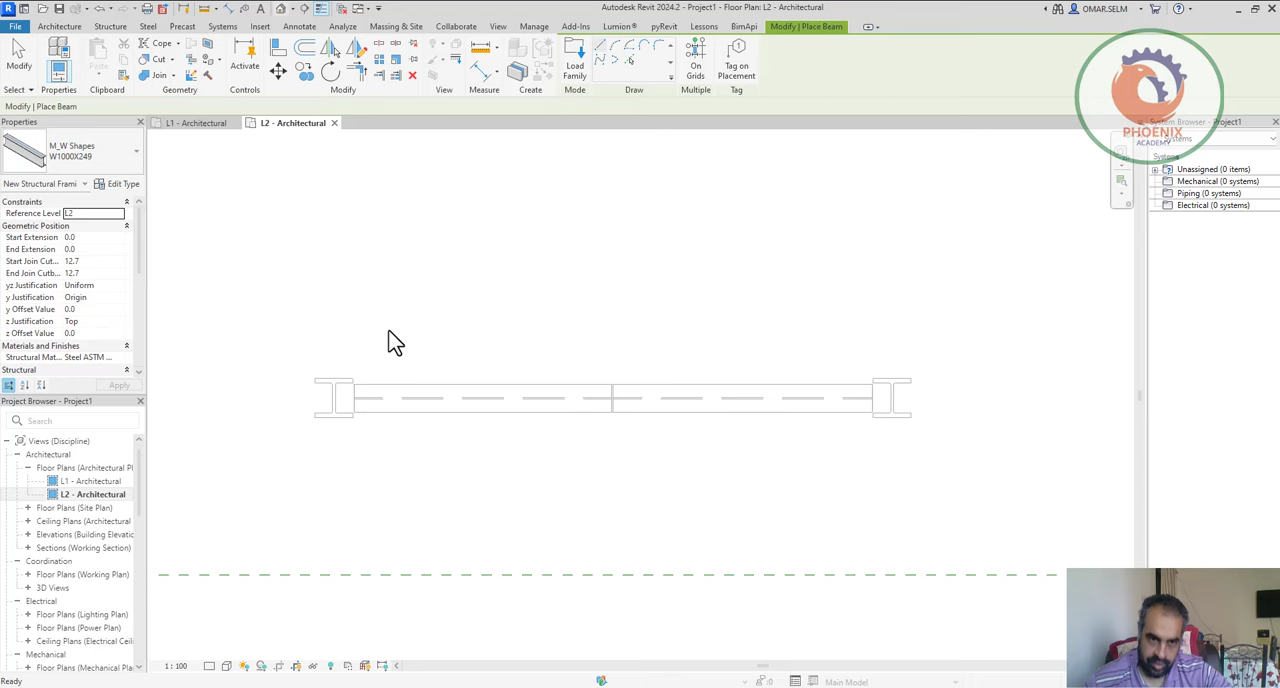 Autodesk Revit 2024.2 - Project1 - Floor Plan: L2 - Architectural
OMAR.SELM
File Architecture Structure Steel Precast Systems Insert Annotate Analyze Massing & Site Collaborate View Manage Add-Ins Lumion® pyRevit Lessons BimApi Modify | Place Beam
Modify Paste Cope Cut Join Activate Load Family On Grids Tag on Placement
Select Properties Clipboard Geometry Controls Modify View Measure Create Mode Draw Multiple Tag
Modify | Place Beam
Properties
L1 - Architectural
L2 - Architectural
System Browser - Project1
PHOENIX
ACADEMY
M_W Shapes
W1000X249
New Structural Frami
Edit Type
Constraints
Reference Level L2
Geometric Position
Start Extension 0.0
End Extension 0.0
Start Join Cut... 12.7
End Join Cutb... 12.7
yz Justification Uniform
y Justification Origin
y Offset Value 0.0
z Justification Top
z Offset Value 0.0
Materials and Finishes
Structural Mat... Steel ASTM ...
Structural
Apply
Project Browser - Project1
Search
Views (Discipline)
Architectural
Floor Plans (Architectural Pl
L1 - Architectural
L2 - Architectural
Floor Plans (Site Plan)
Ceiling Plans (Architectural
Elevations (Building Elevatio
Sections (Working Section)
Coordination
Floor Plans (Working Plan)
3D Views
Electrical
Floor Plans (Lighting Plan)
Floor Plans (Power Plan)
Ceiling Plans (Electrical Ceili
Mechanical
Floor Plans (Mechanical Pla
Systems
Unassigned (0 items)
Mechanical (0 systems)
Piping (0 systems)
Electrical (0 systems)
1 : 100
Ready
:0
Main Model